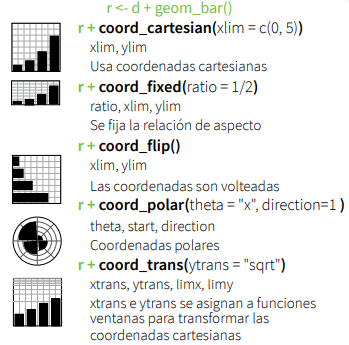 r <- d + geom_bar()
r + coord_cartesian(xlim = c(0, 5))
xlim, ylim
Usa coordenadas cartesianas
r + coord_fixed(ratio = 1/2)
ratio, xlim, ylim
Se fija la relación de aspecto
r + coord_flip()
xlim, ylim
Las coordenadas son volteadas
r + coord_polar(theta = "x", direction=1 )
theta, start, direction
Coordenadas polares
r + coord_trans(ytrans = "sqrt")
xtrans, ytrans, limx, limy
xtrans e ytrans se asignan a funciones
ventanas para transformar las
coordenadas cartesianas